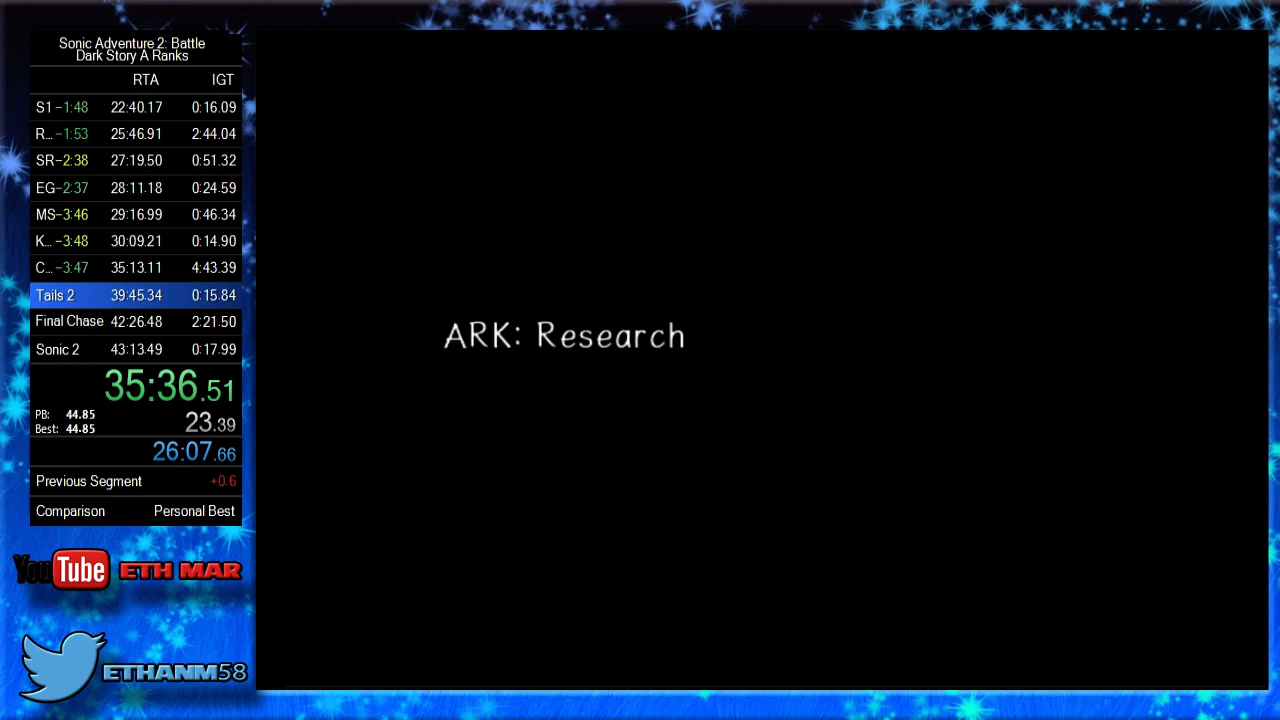 Sonic Adventure 2: Battle
Dark Story A Ranks
RTA IGT
S1 -1:48 22:40.17 0:16.09
R... -1:53 25:46.91 2:44.04
SR -2:38 27:19.50 0:51.32
EG -2:37 28:11.18 0:24.59
MS -3:46 29:16.99 0:46.34
K... -3:48 30:09.21 0:14.90
C... -3:47 35:13.11 4:43.39
Tails 2 39:45.34 0:15.84
Final Chase 42:26.48 2:21.50
Sonic 2 43:13.49 0:17.99
35:36.51
PB: 44.85
Best: 44.85
23.39
26:07.66
Previous Segment +0.6
Comparison Personal Best
YouTube ETH MAR
ETHANM58
ARK: Research